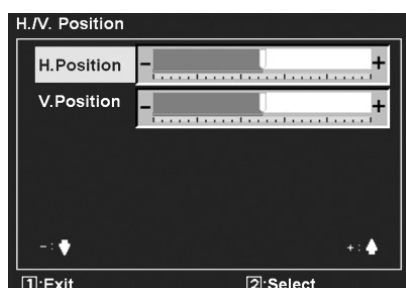 H./V. Position
H.Position - +
V.Position - +
-: +:
1:Exit 2:Select